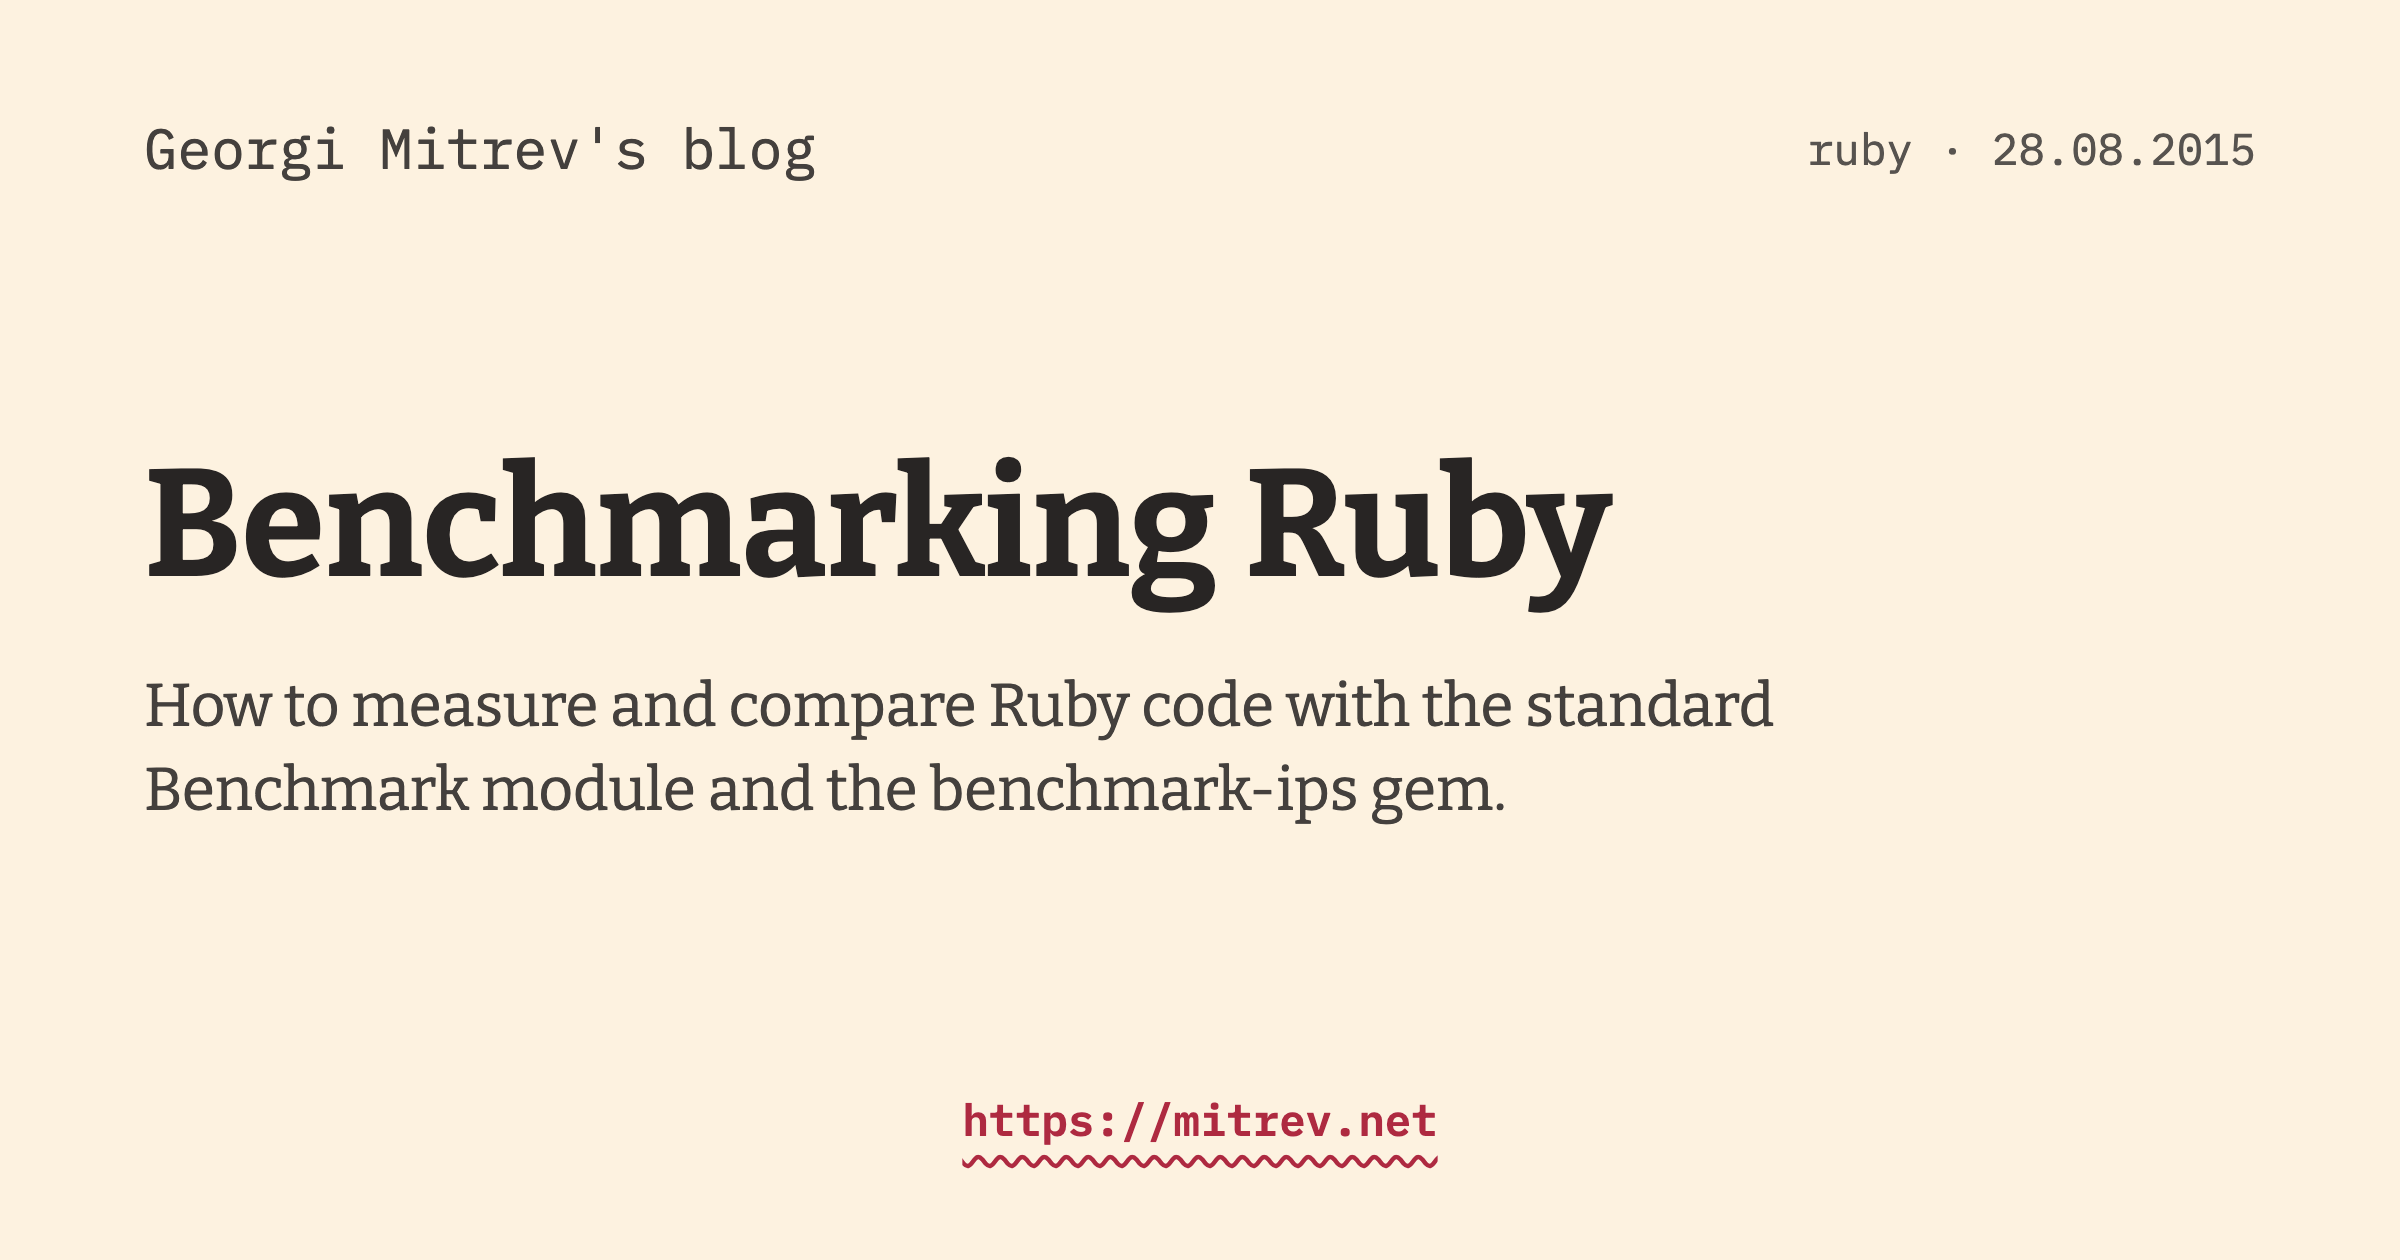 Georgi Mitrev's blog
ruby · 28.08.2015
Benchmarking Ruby
How to measure and compare Ruby code with the standard
Benchmark module and the benchmark-ips gem.
https://mitrev.net